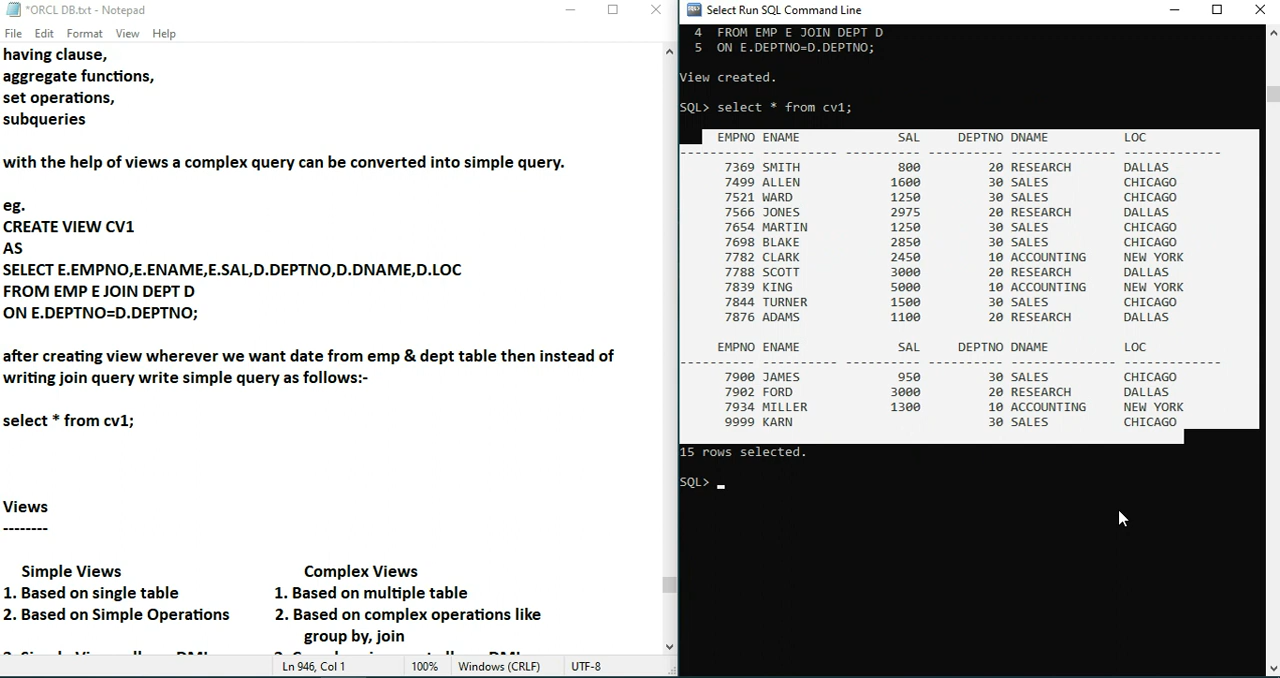 *ORCL DB.txt - Notepad
File Edit Format View Help
having clause,
aggregate functions,
set operations,
subqueries
with the help of views a complex query can be converted into simple query.
eg.
CREATE VIEW CV1
AS
SELECT E.EMPNO,E.ENAME,E.SAL,D.DEPTNO,D.DNAME,D.LOC
FROM EMP E JOIN DEPT D
ON E.DEPTNO=D.DEPTNO;
after creating view wherever we want date from emp & dept table then instead of
writing join query write simple query as follows:-
select * from cv1;
Views
--------
Simple Views Complex Views
1. Based on single table 1. Based on multiple table
2. Based on Simple Operations 2. Based on complex operations like
group by, join
Ln 946, Col 1 100% Windows (CRLF) UTF-8
Select Run SQL Command Line
4 FROM EMP E JOIN DEPT D
5 ON E.DEPTNO=D.DEPTNO;
View created.
SQL> select * from cv1;
EMPNO ENAME SAL DEPTNO DNAME LOC
---------- ---------- ---------- ---------- -------------- -------------
7369 SMITH 800 20 RESEARCH DALLAS
7499 ALLEN 1600 30 SALES CHICAGO
7521 WARD 1250 30 SALES CHICAGO
7566 JONES 2975 20 RESEARCH DALLAS
7654 MARTIN 1250 30 SALES CHICAGO
7698 BLAKE 2850 30 SALES CHICAGO
7782 CLARK 2450 10 ACCOUNTING NEW YORK
7788 SCOTT 3000 20 RESEARCH DALLAS
7839 KING 5000 10 ACCOUNTING NEW YORK
7844 TURNER 1500 30 SALES CHICAGO
7876 ADAMS 1100 20 RESEARCH DALLAS
EMPNO ENAME SAL DEPTNO DNAME LOC
---------- ---------- ---------- ---------- -------------- -------------
7900 JAMES 950 30 SALES CHICAGO
7902 FORD 3000 20 RESEARCH DALLAS
7934 MILLER 1300 10 ACCOUNTING NEW YORK
9999 KARN 30 SALES CHICAGO
15 rows selected.
SQL> _